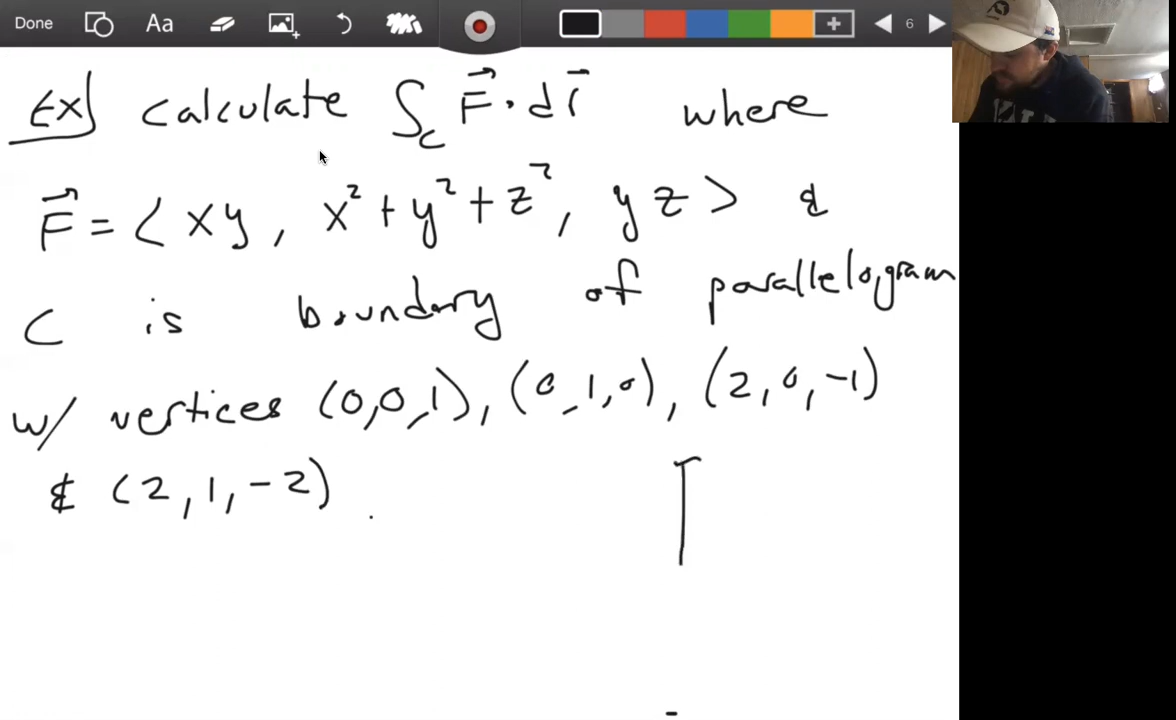 Done Aa + 6
Ex) calculate ∫_C F⃗ · dr⃗ where
F⃗ = < xy, x² + y² + z², yz > &
C is boundary of parallelogram
w/ vertices (0,0,1), (0,1,0), (2,0,-1)
& (2,1,-2).